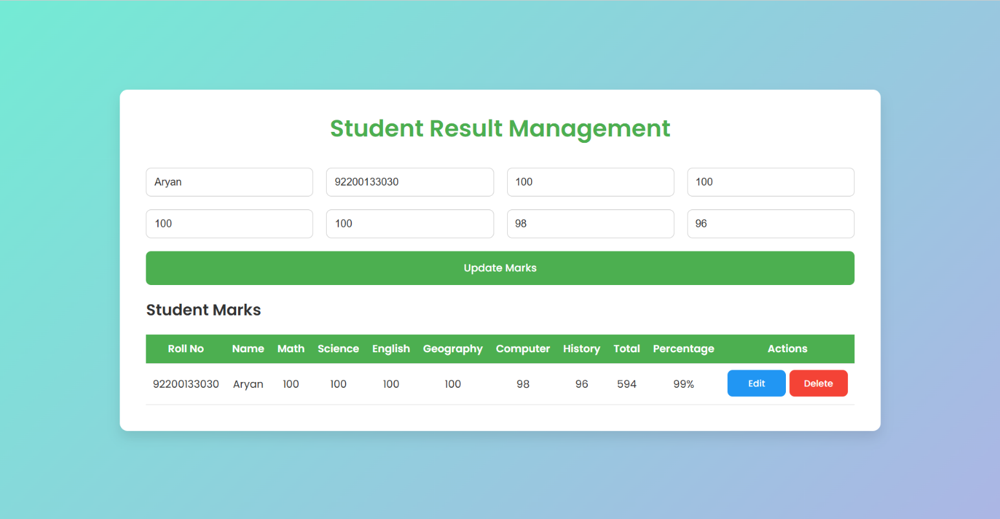 Student Result Management
Aryan 92200133030 100 100
100 100 98 96
Update Marks
Student Marks
Roll No Name Math Science English Geography Computer History Total Percentage Actions
92200133030 Aryan 100 100 100 100 98 96 594 99% Edit Delete